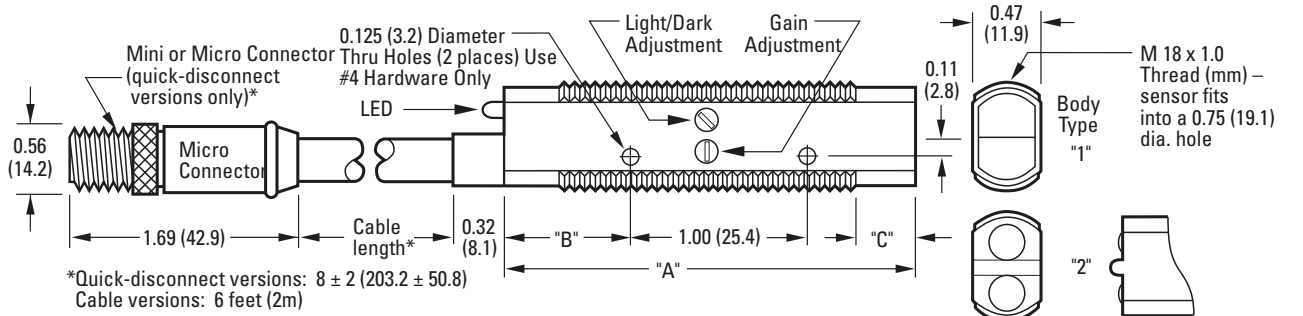 Mini or Micro Connector
(quick-disconnect
versions only)*
0.125 (3.2) Diameter
Thru Holes (2 places) Use
#4 Hardware Only
LED
Light/Dark
Adjustment
Gain
Adjustment
0.47
(11.9)
0.11
(2.8)
M 18 x 1.0
Thread (mm) –
sensor fits
into a 0.75 (19.1)
dia. hole
Body
Type
"1"
0.56
(14.2)
Micro
Connector
1.69 (42.9)
Cable
length*
0.32
(8.1)
"B"
1.00 (25.4)
"C"
"A"
"2"
*Quick-disconnect versions: 8 ± 2 (203.2 ± 50.8)
Cable versions: 6 feet (2m)